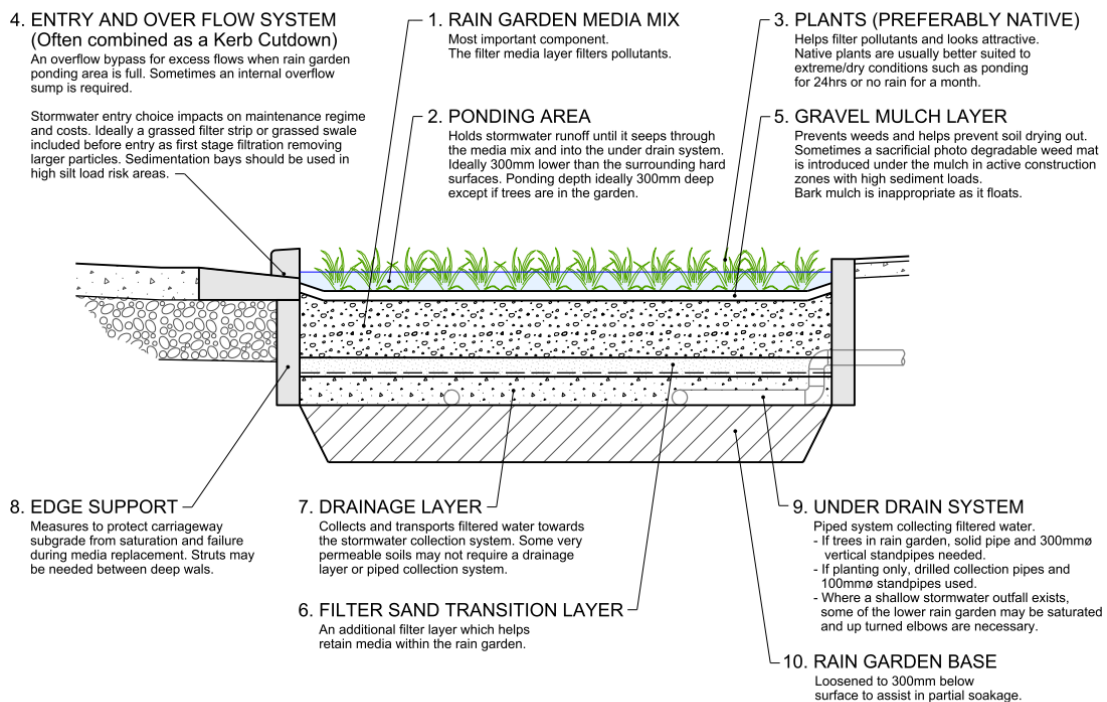 4. ENTRY AND OVER FLOW SYSTEM
(Often combined as a Kerb Cutdown)
An overflow bypass for excess flows when rain garden
ponding area is full. Sometimes an internal overflow
sump is required.
Stormwater entry choice impacts on maintenance regime
and costs. Ideally a grassed filter strip or grassed swale
included before entry as first stage filtration removing
larger particles. Sedimentation bays should be used in
high silt load risk areas.
1. RAIN GARDEN MEDIA MIX
Most important component.
The filter media layer filters pollutants.
2. PONDING AREA
Holds stormwater runoff until it seeps through
the media mix and into the under drain system.
Ideally 300mm lower than the surrounding hard
surfaces. Ponding depth ideally 300mm deep
except if trees are in the garden.
3. PLANTS (PREFERABLY NATIVE)
Helps filter pollutants and looks attractive.
Native plants are usually better suited to
extreme/dry conditions such as ponding
for 24hrs or no rain for a month.
5. GRAVEL MULCH LAYER
Prevents weeds and helps prevent soil drying out.
Sometimes a sacrificial photo degradable weed mat
is introduced under the mulch in active construction
zones with high sediment loads.
Bark mulch is inappropriate as it floats.
8. EDGE SUPPORT
Measures to protect carriageway
subgrade from saturation and failure
during media replacement. Struts may
be needed between deep wals.
7. DRAINAGE LAYER
Collects and transports filtered water towards
the stormwater collection system. Some very
permeable soils may not require a drainage
layer or piped collection system.
6. FILTER SAND TRANSITION LAYER
An additional filter layer which helps
retain media within the rain garden.
9. UNDER DRAIN SYSTEM
Piped system collecting filtered water.
- If trees in rain garden, solid pipe and 300mmø
vertical standpipes needed.
- If planting only, drilled collection pipes and
100mmø standpipes used.
- Where a shallow stormwater outfall exists,
some of the lower rain garden may be saturated
and up turned elbows are necessary.
10. RAIN GARDEN BASE
Loosened to 300mm below
surface to assist in partial soakage.